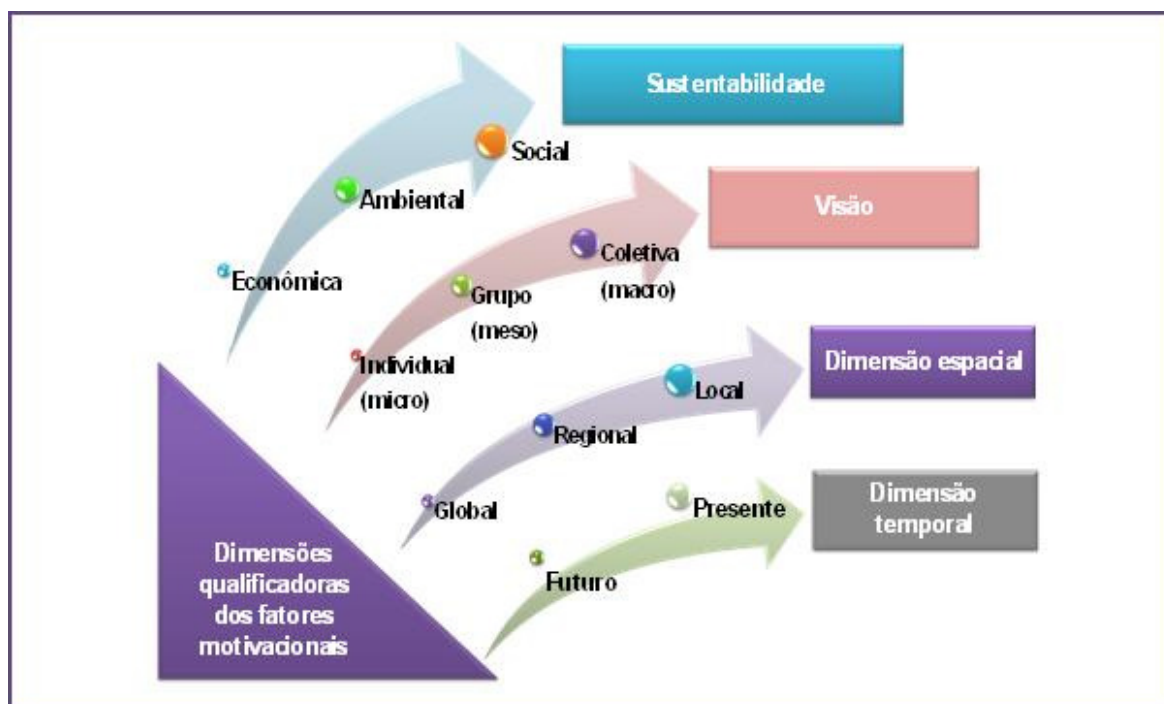 Sustentabilidade
Social
Ambiental
Econômica
Visão
Coletiva
(macro)
Grupo
(meso)
Individual
(micro)
Dimensão espacial
Local
Regional
Global
Dimensão
temporal
Presente
Futuro
Dimensões
qualificadoras
dos fatores
motivacionais